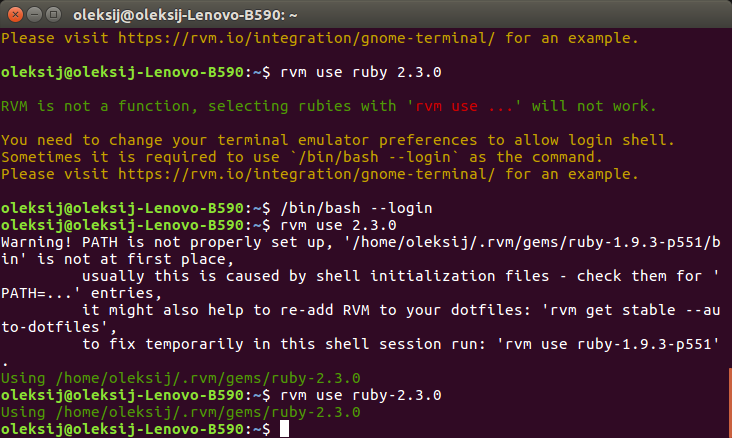 oleksij@oleksij-Lenovo-B590: ~
Please visit https://rvm.io/integration/gnome-terminal/ for an example.
oleksij@oleksij-Lenovo-B590:~$ rvm use ruby 2.3.0
RVM is not a function, selecting rubies with 'rvm use ...' will not work.
You need to change your terminal emulator preferences to allow login shell.
Sometimes it is required to use `/bin/bash --login` as the command.
Please visit https://rvm.io/integration/gnome-terminal/ for an example.
oleksij@oleksij-Lenovo-B590:~$ /bin/bash --login
oleksij@oleksij-Lenovo-B590:~$ rvm use 2.3.0
Warning! PATH is not properly set up, '/home/oleksij/.rvm/gems/ruby-1.9.3-p551/b
in' is not at first place,
usually this is caused by shell initialization files - check them for '
PATH=...' entries,
it might also help to re-add RVM to your dotfiles: 'rvm get stable --au
to-dotfiles',
to fix temporarily in this shell session run: 'rvm use ruby-1.9.3-p551'
.
Using /home/oleksij/.rvm/gems/ruby-2.3.0
oleksij@oleksij-Lenovo-B590:~$ rvm use ruby-2.3.0
Using /home/oleksij/.rvm/gems/ruby-2.3.0
oleksij@oleksij-Lenovo-B590:~$